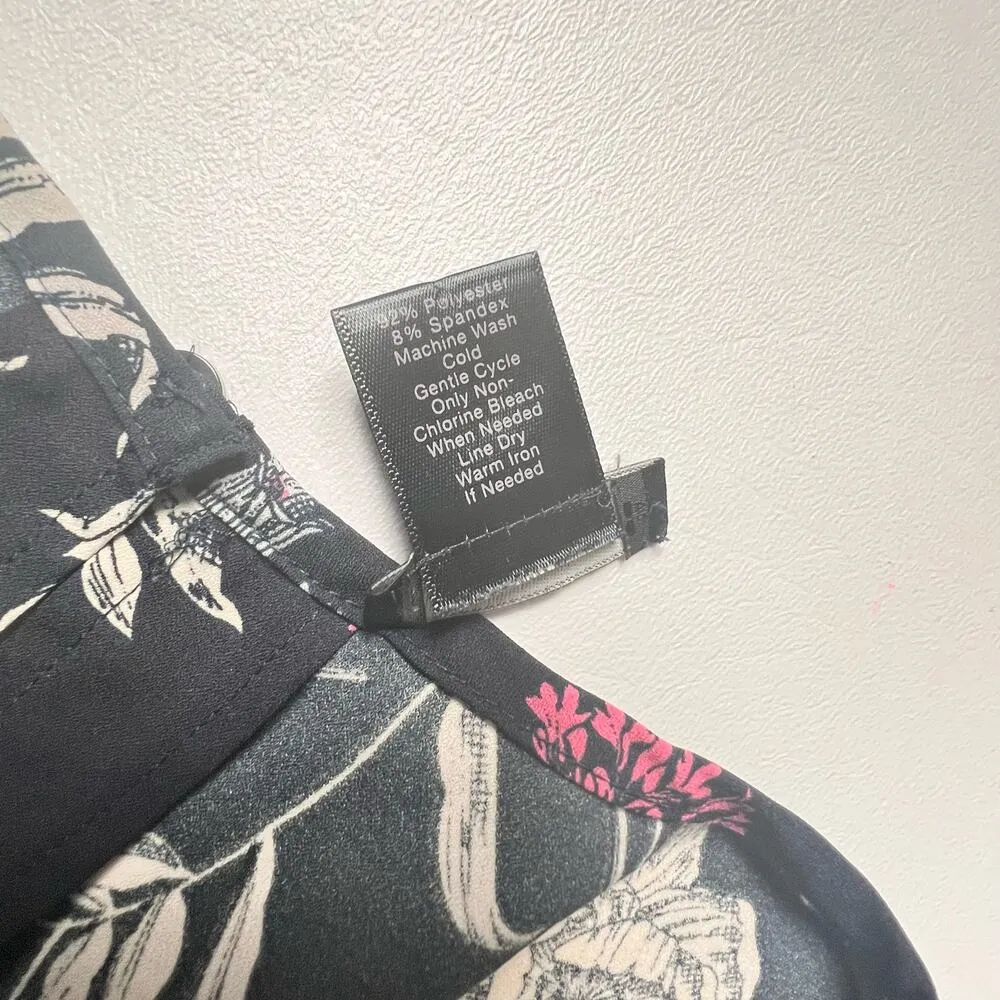 92% Polyester
8% Spandex
Machine Wash
Cold
Gentle Cycle
Only Non-
Chlorine Bleach
When Needed
Line Dry
Warm Iron
If Needed